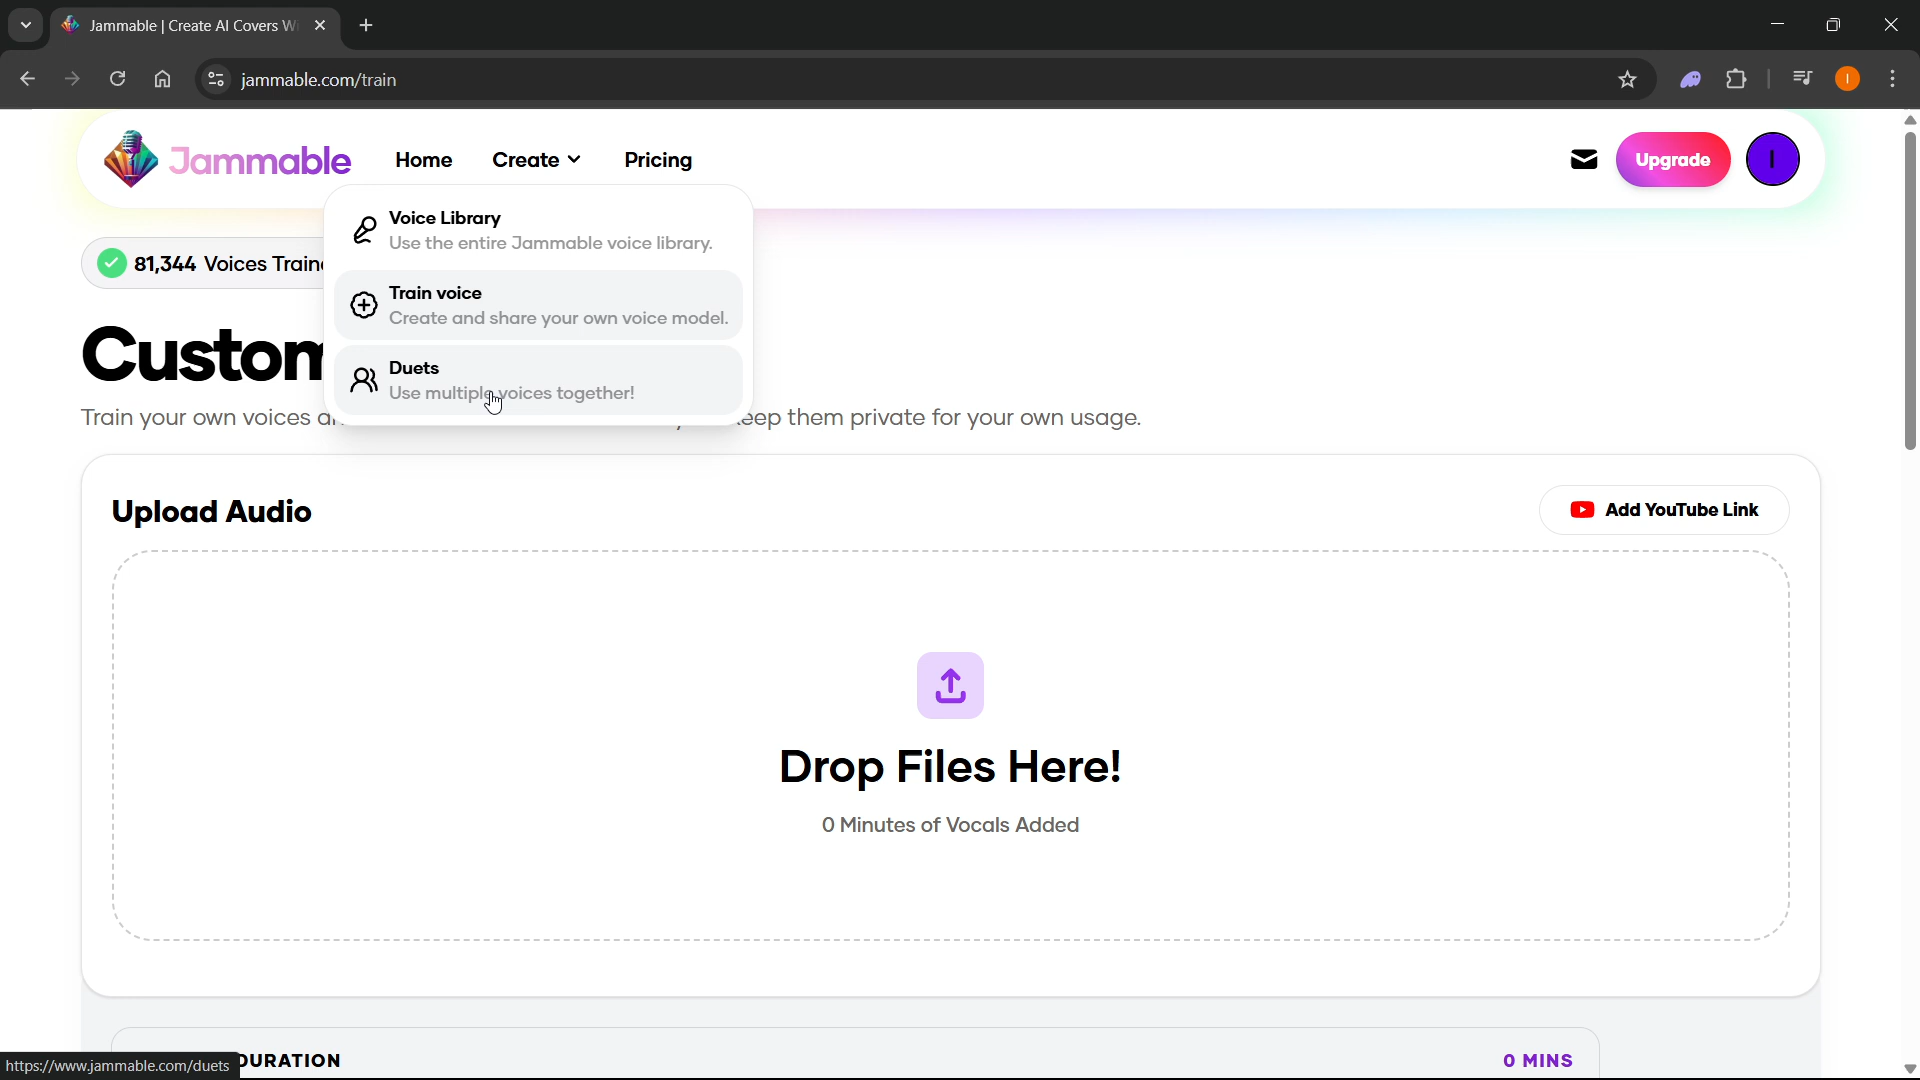 Jammable | Create AI Covers Wi
jammable.com/train
Jammable
Home
Create
Pricing
Upgrade
I
I
Voice Library
Use the entire Jammable voice library.
81,344 Voices Traine
Train voice
Create and share your own voice model.
Custom
Duets
Use multiple voices together!
Train your own voices a
eep them private for your own usage.
Upload Audio
Add YouTube Link
Drop Files Here!
0 Minutes of Vocals Added
DURATION
0 MINS
https://www.jammable.com/duets